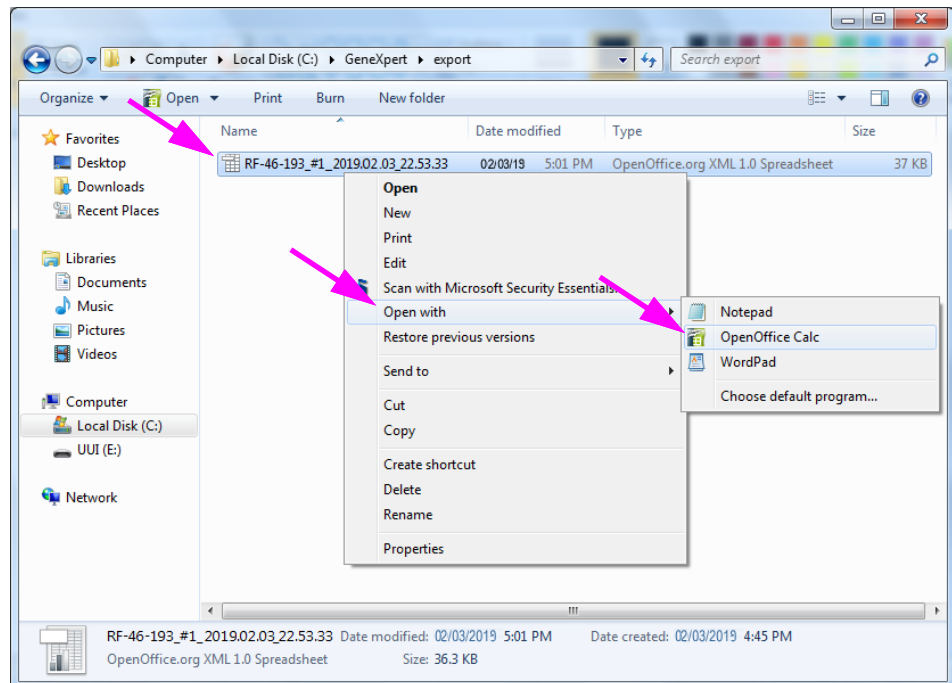 Computer ▸ Local Disk (C:) ▸ GeneXpert ▸ export
Search export
Organize Open Print Burn New folder
Name Date modified Type Size
RF-46-193_#1_2019.02.03_22.53.33 02/03/19 5:01 PM OpenOffice.org XML 1.0 Spreadsheet 37 KB
Favorites
Desktop
Downloads
Recent Places
Libraries
Documents
Music
Pictures
Videos
Computer
Local Disk (C:)
UUI (E:)
Network
Open
New
Print
Edit
Scan with Microsoft Security Essentials...
Open with
Restore previous versions
Send to
Cut
Copy
Create shortcut
Delete
Rename
Properties
Notepad
OpenOffice Calc
WordPad
Choose default program...
RF-46-193_#1_2019.02.03_22.53.33 Date modified: 02/03/2019 5:01 PM Date created: 02/03/2019 4:45 PM
OpenOffice.org XML 1.0 Spreadsheet Size: 36.3 KB